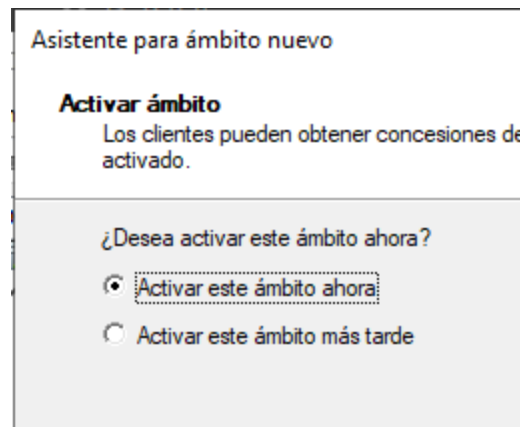 Asistente para ámbito nuevo
Activar ámbito
Los clientes pueden obtener concesiones de
activado.
¿Desea activar este ámbito ahora?
Activar este ámbito ahora
Activar este ámbito más tarde